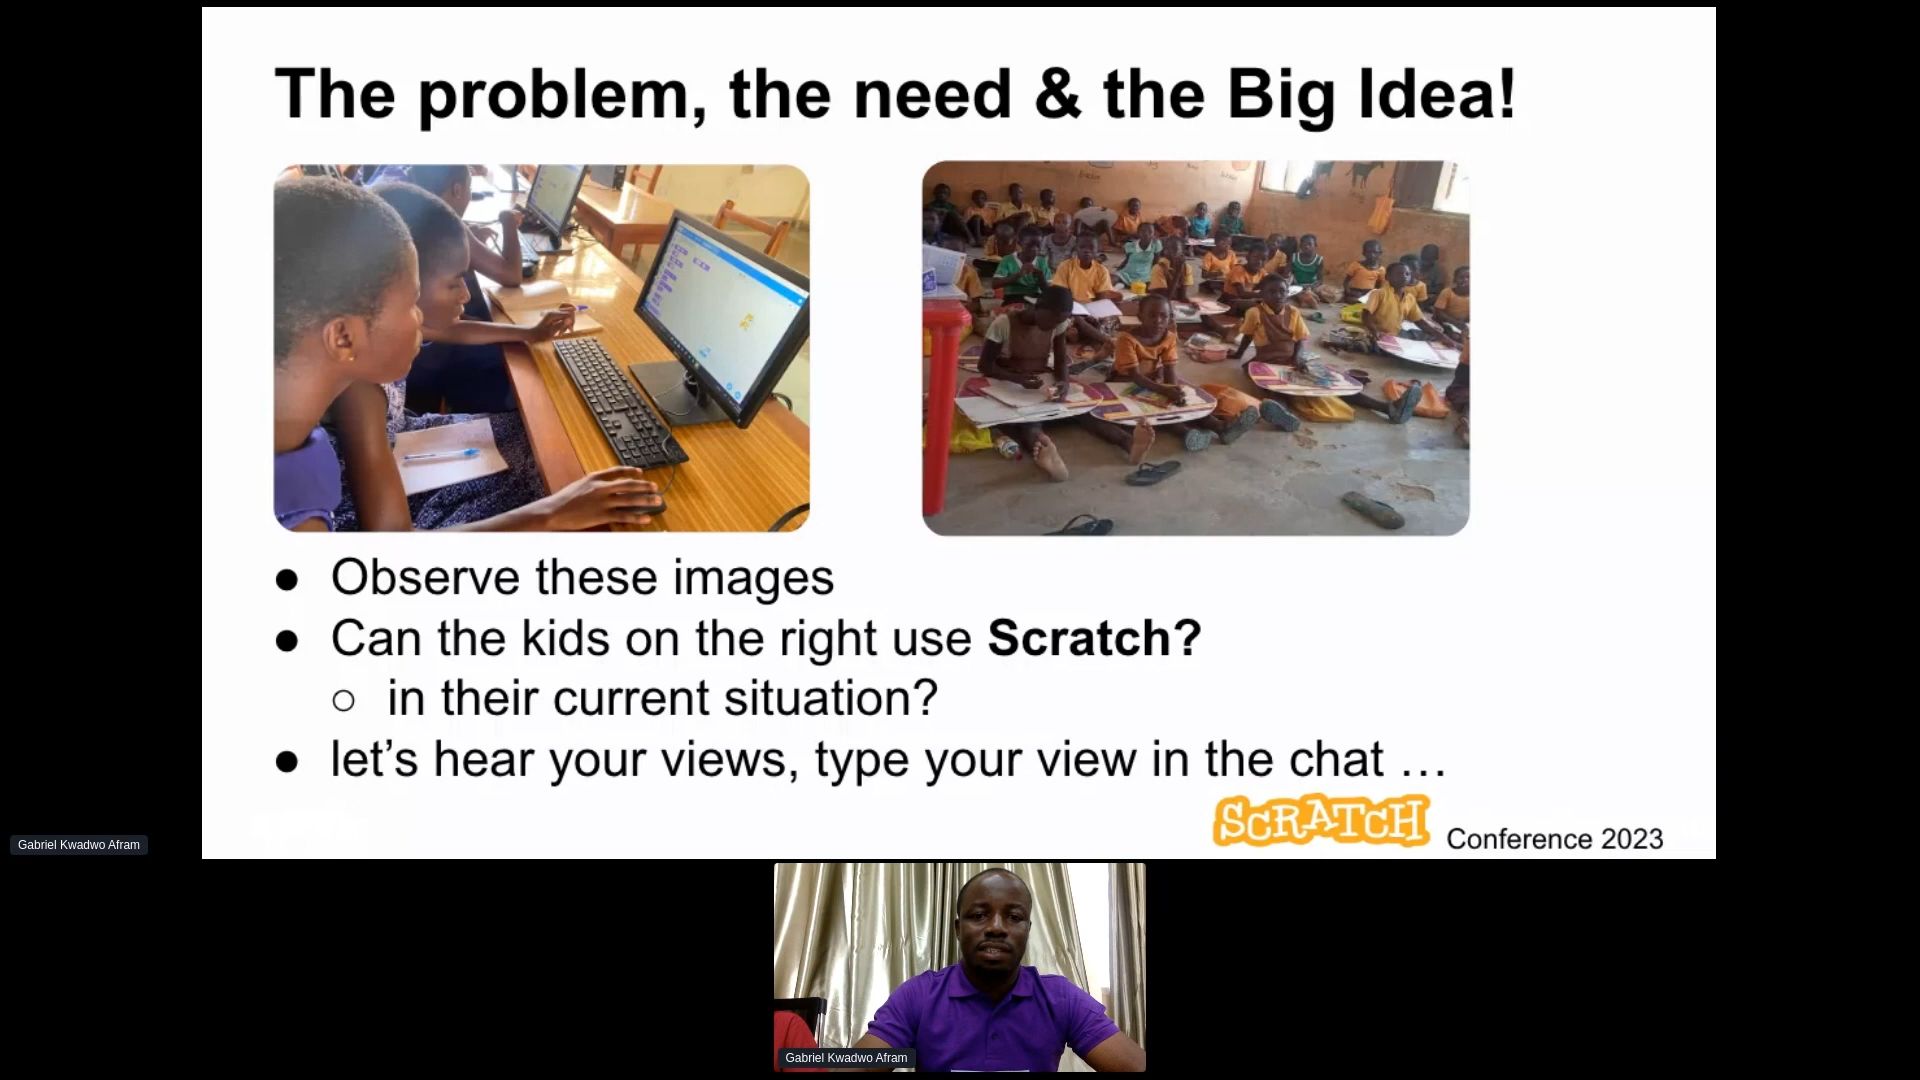 The problem, the need & the Big Idea!
● Observe these images
● Can the kids on the right use Scratch?
○ in their current situation?
● let’s hear your views, type your view in the chat …
SCRATCH Conference 2023
Gabriel Kwadwo Afram
Gabriel Kwadwo Afram